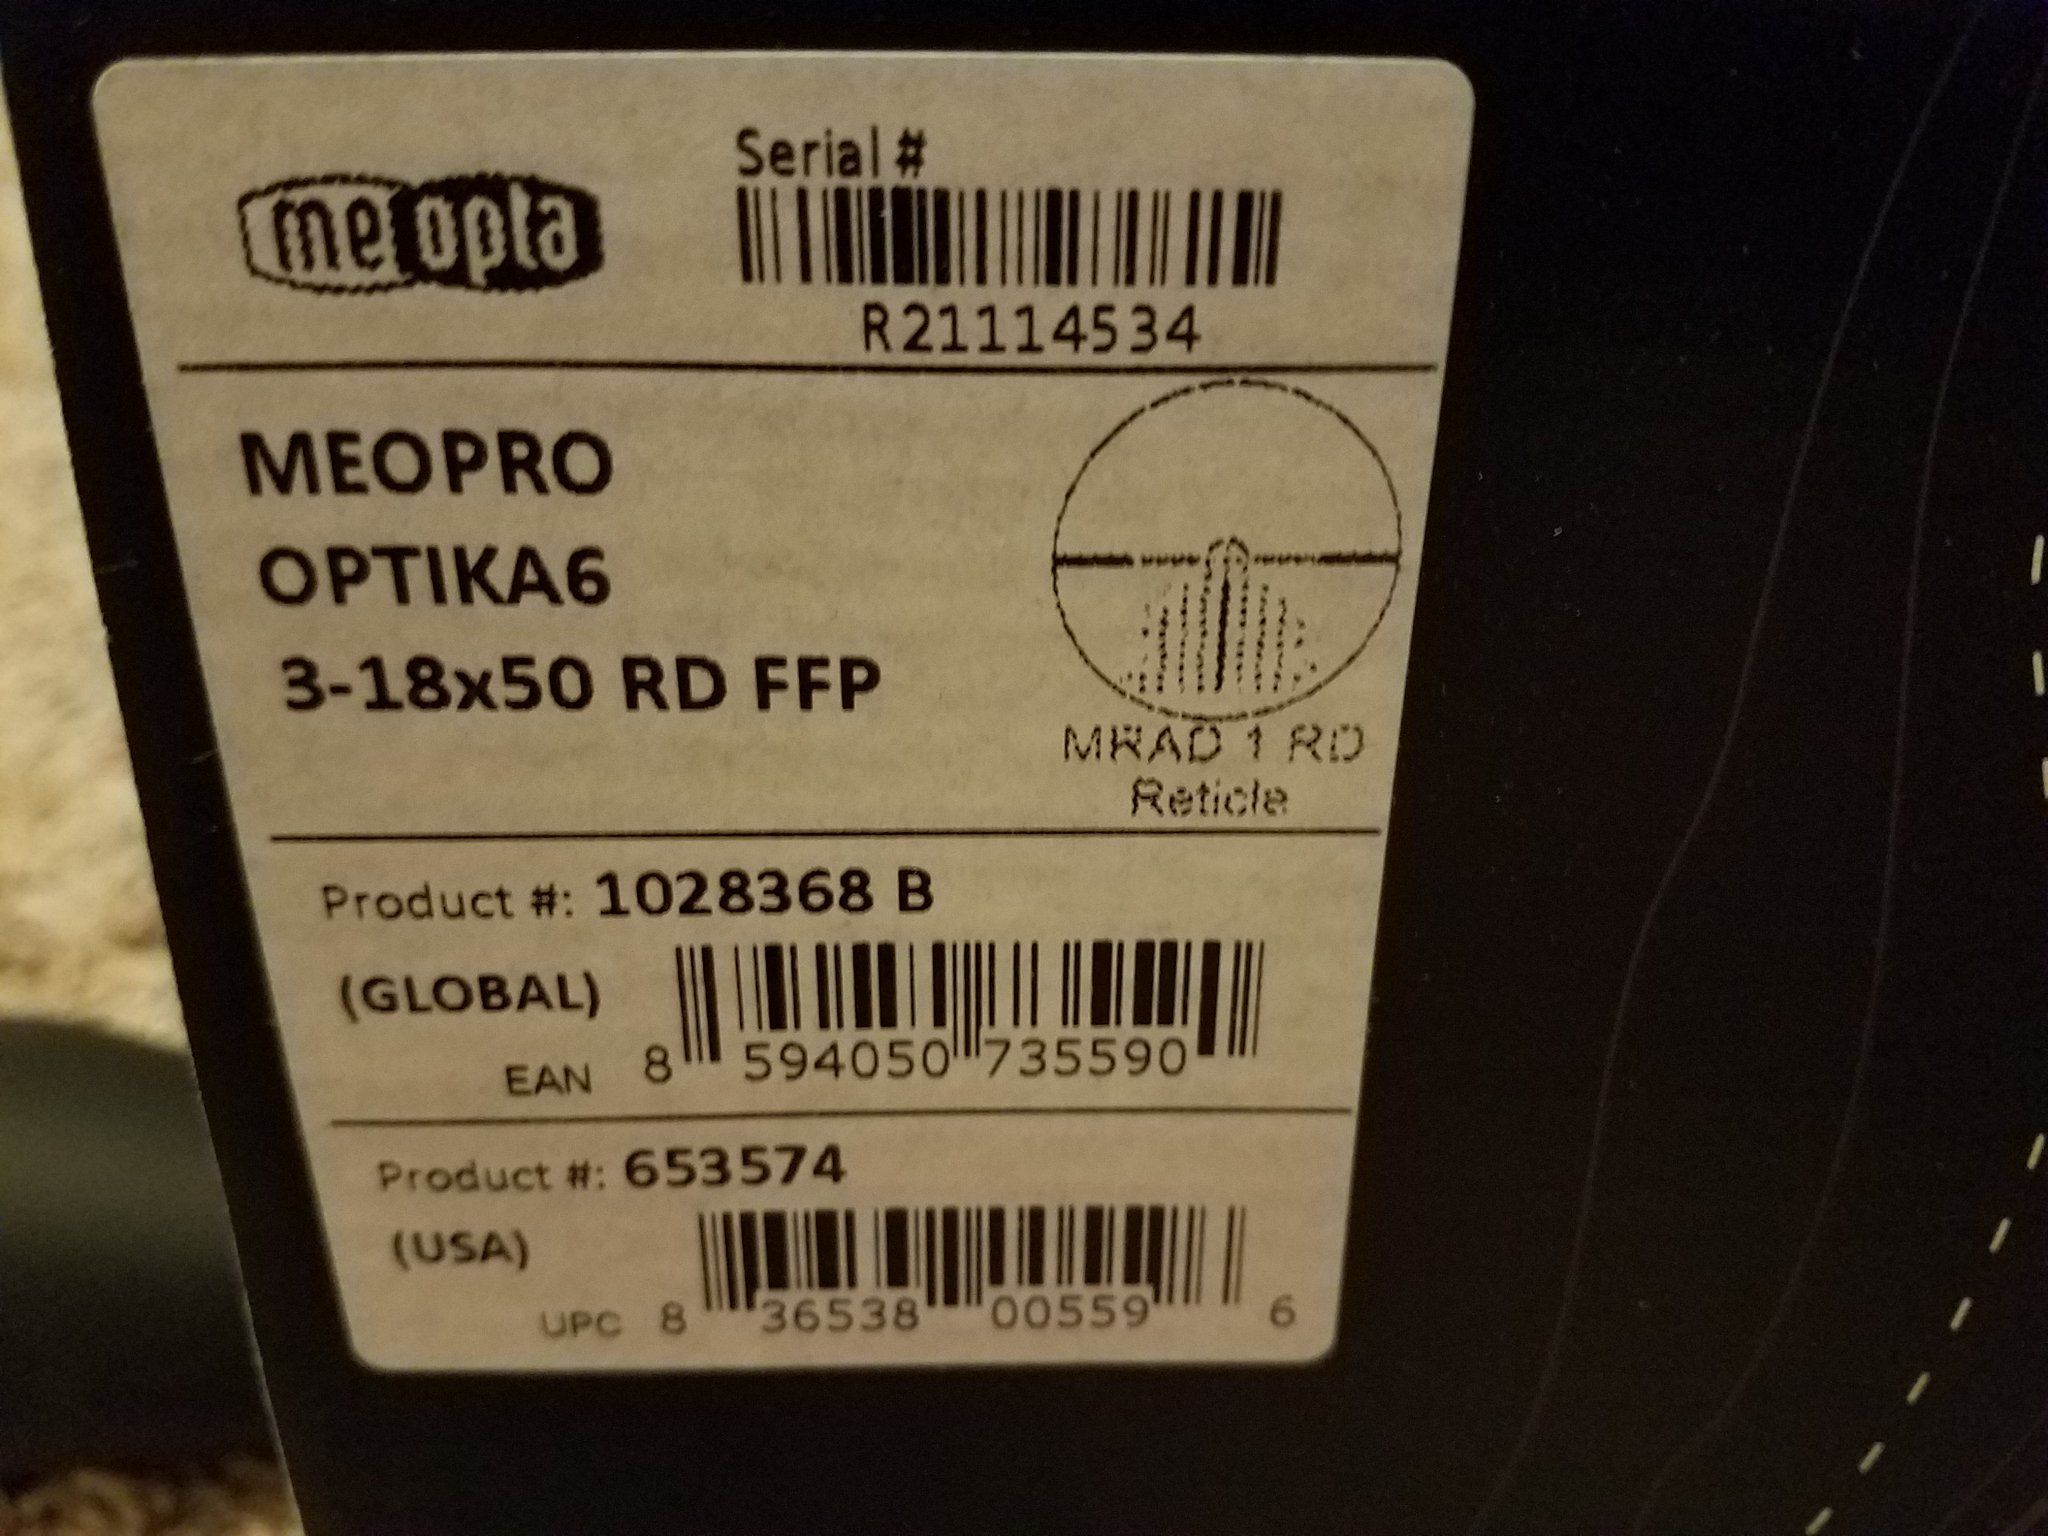 meopta
Serial #
R21114534
MEOPRO
OPTIKA6
3-18x50 RD FFP
MRAD 1 RD
Reticle
Product #: 1028368 B
(GLOBAL)
EAN 8 594050 735590
Product #: 653574
(USA)
UPC 8 36538 00559 6